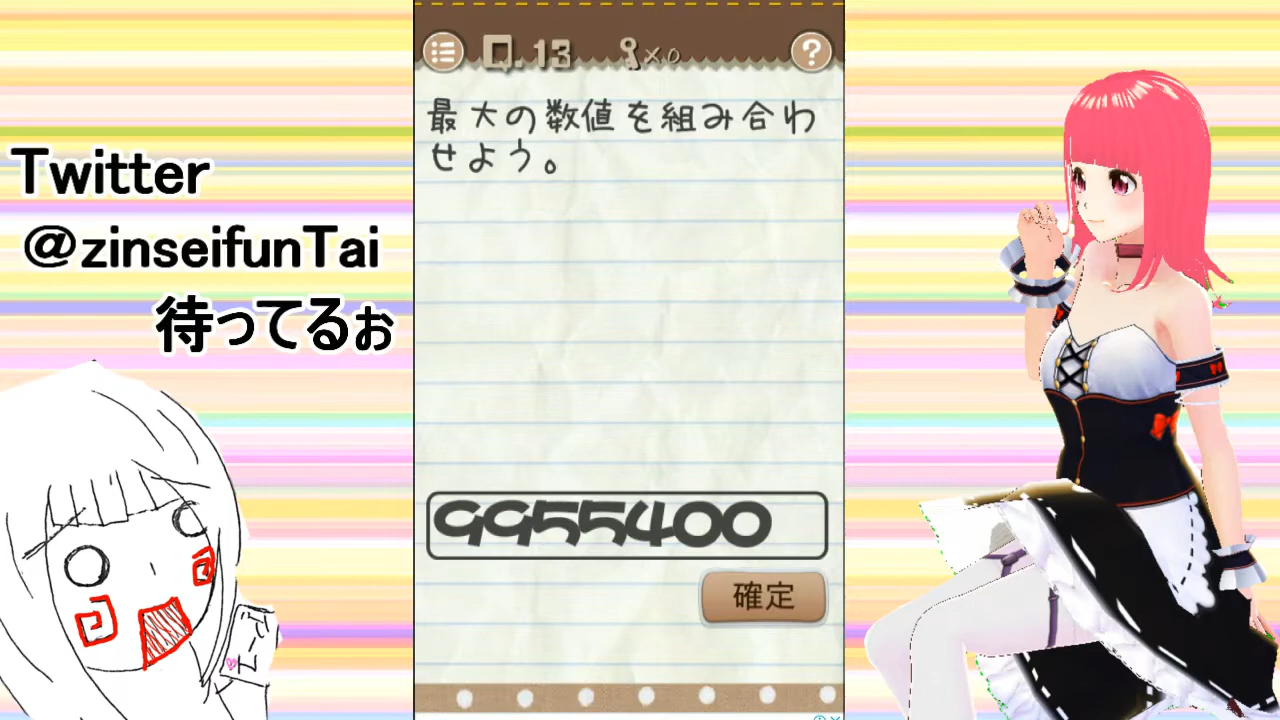 Twitter
@zinseifunTai
待ってるぉ
Q.13
×0
?
最大の数値を組み合わ
せよう。
9955400
確定